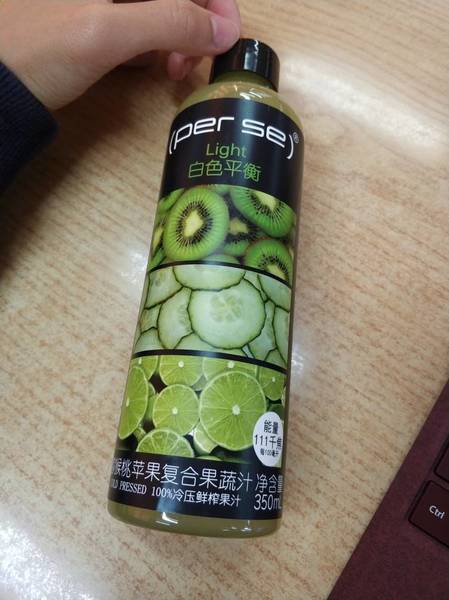 (per se)®
Light
白色平衡
能量
111千焦
每100毫升
猴桃苹果复合果蔬汁 净含量
PRESSED 100%冷压鲜榨果汁
350mL
Ctrl